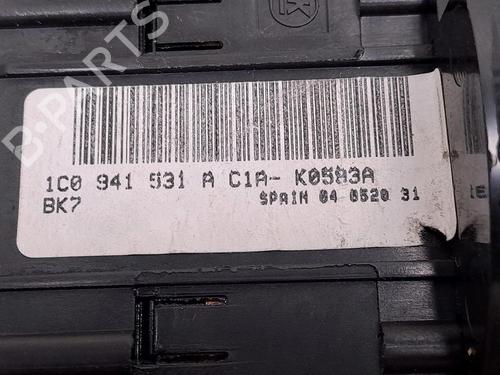 B-PARTS
1C0 941 531 A C1A- K0583A
BK7
SPAIN 04 0520 31